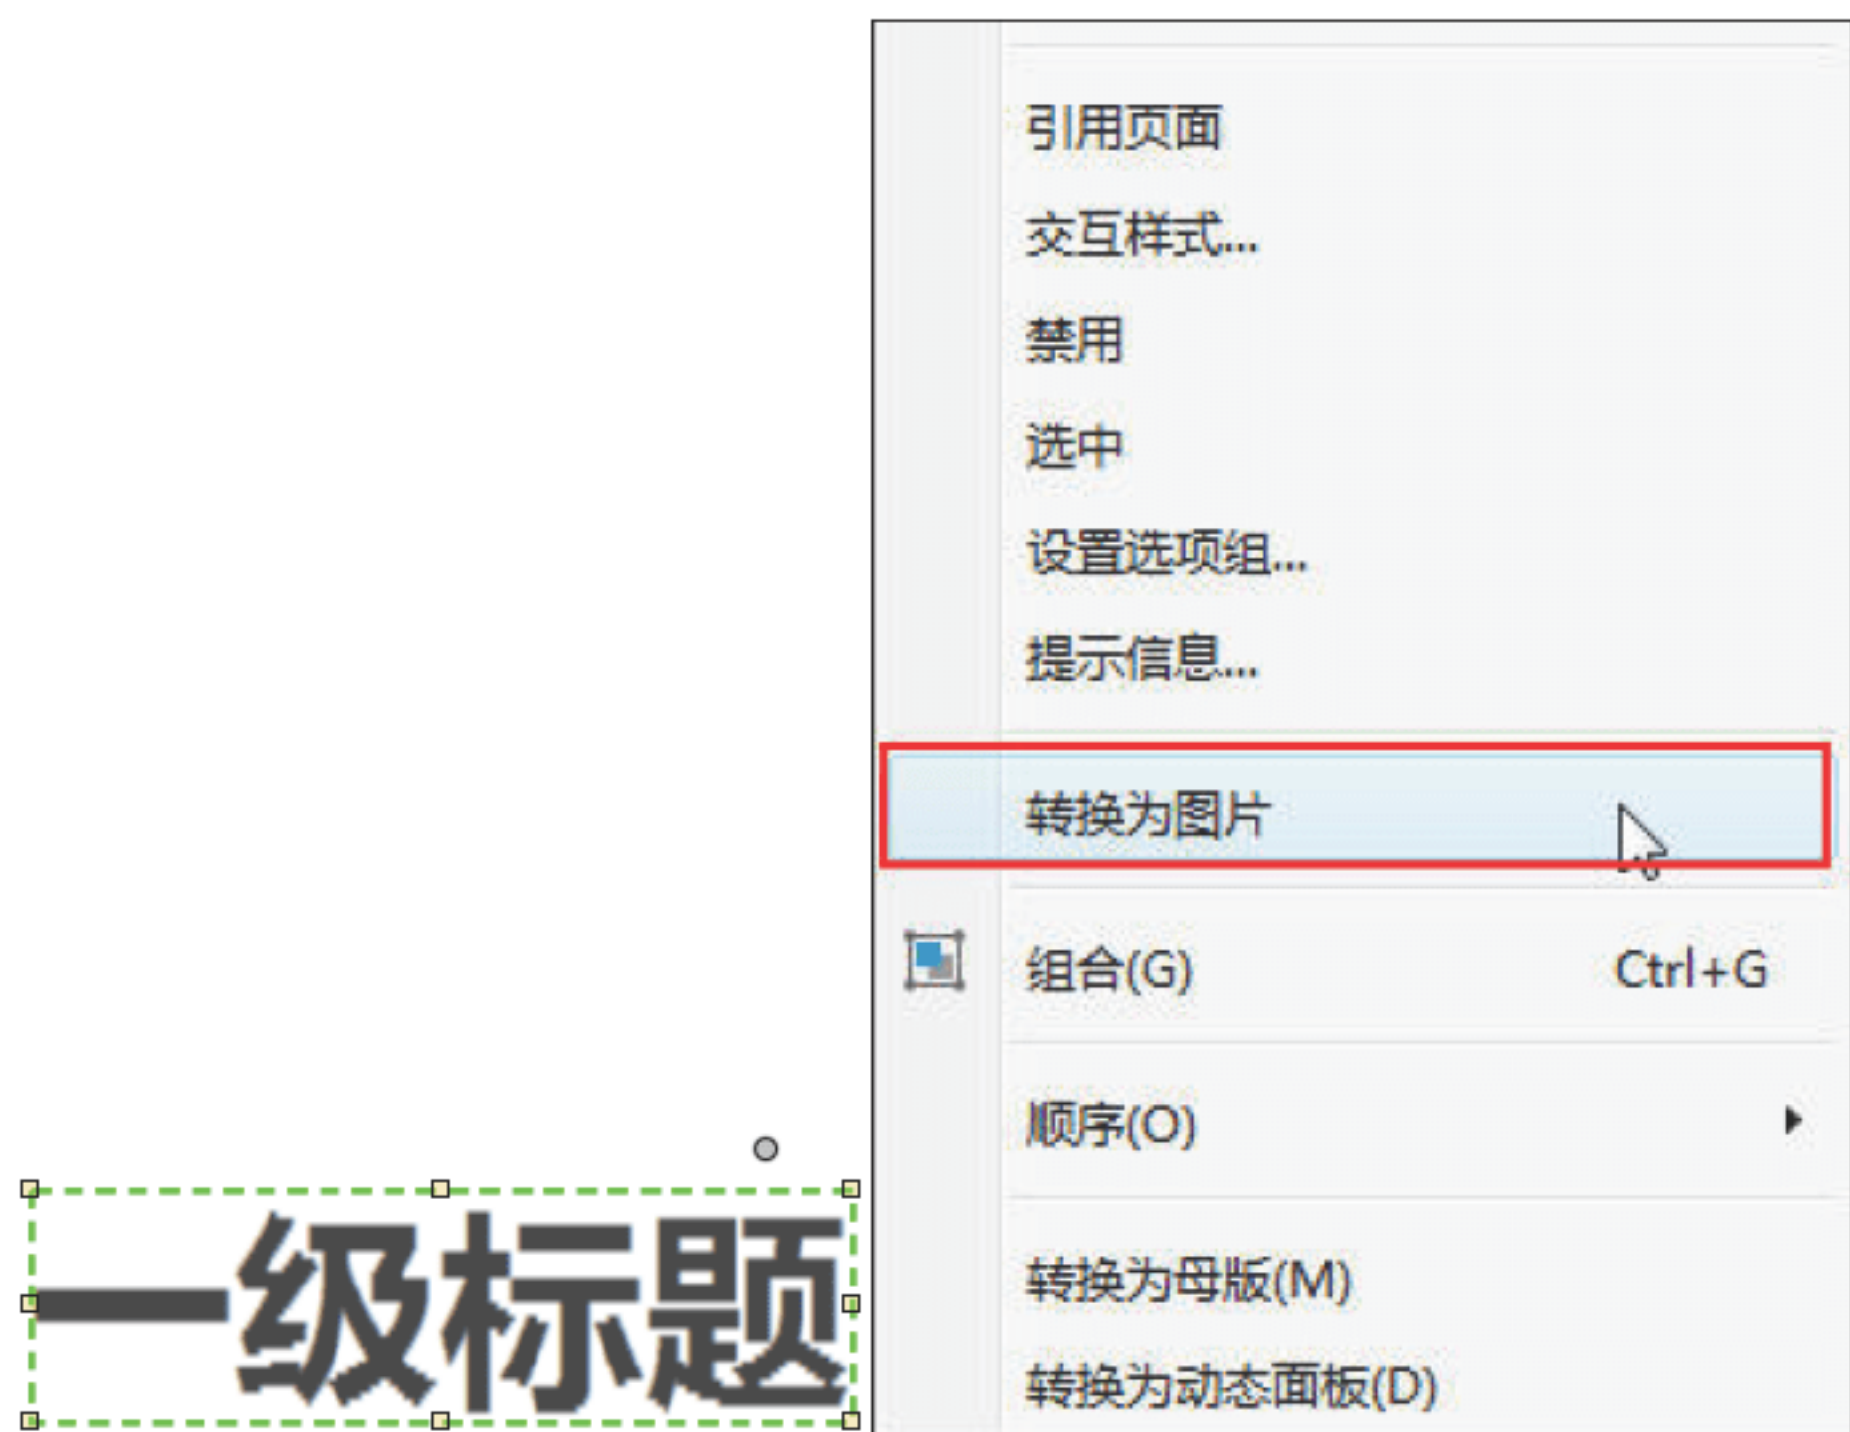 引用页面
交互样式...
禁用
选中
设置选项组...
提示信息...
转换为图片
组合(G) Ctrl+G
顺序(O)
一级标题
转换为母版(M)
转换为动态面板(D)